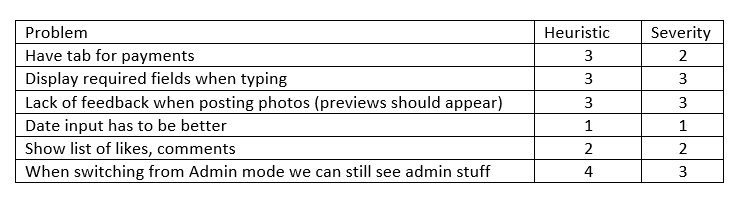 Problem Heuristic Severity
Have tab for payments 3 2
Display required fields when typing 3 3
Lack of feedback when posting photos (previews should appear) 3 3
Date input has to be better 1 1
Show list of likes, comments 2 2
When switching from Admin mode we can still see admin stuff 4 3